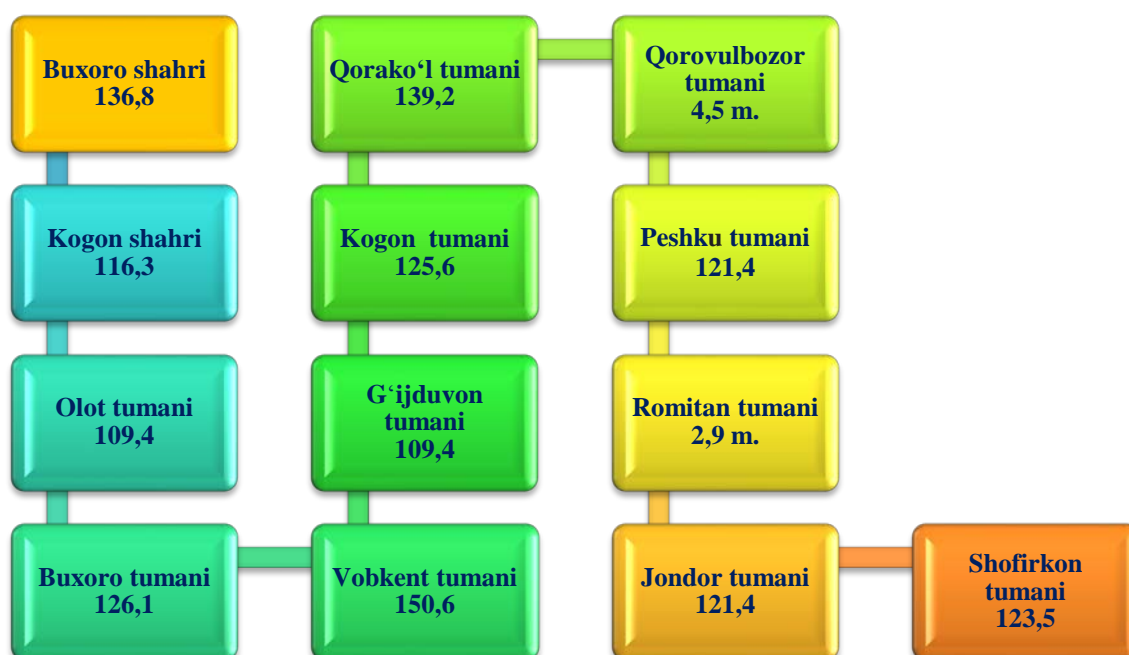 Buxoro shahri
136,8
Kogon shahri
116,3
Olot tumani
109,4
Buxoro tumani
126,1
Vobkent tumani
150,6
G‘ijduvon
tumani
109,4
Kogon  tumani
125,6
Qorako‘l tumani
139,2
Qorovulbozor
tumani
4,5 m.
Peshku tumani
121,4
Romitan tumani
2,9 m.
Jondor tumani
121,4
Shofirkon
tumani
123,5